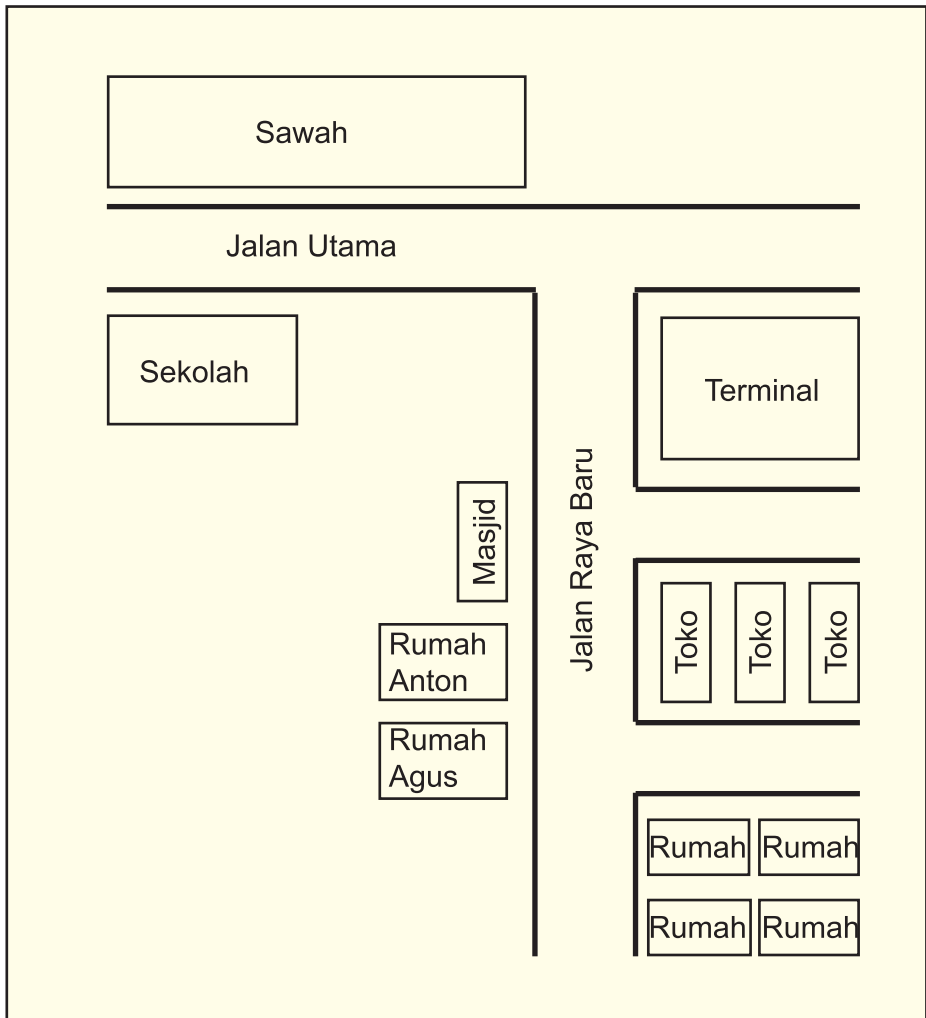 Sawah
Jalan Utama
Sekolah
Terminal
Masjid
Jalan Raya Baru
Toko
Toko
Toko
Rumah
Anton
Rumah
Agus
Rumah
Rumah
Rumah
Rumah